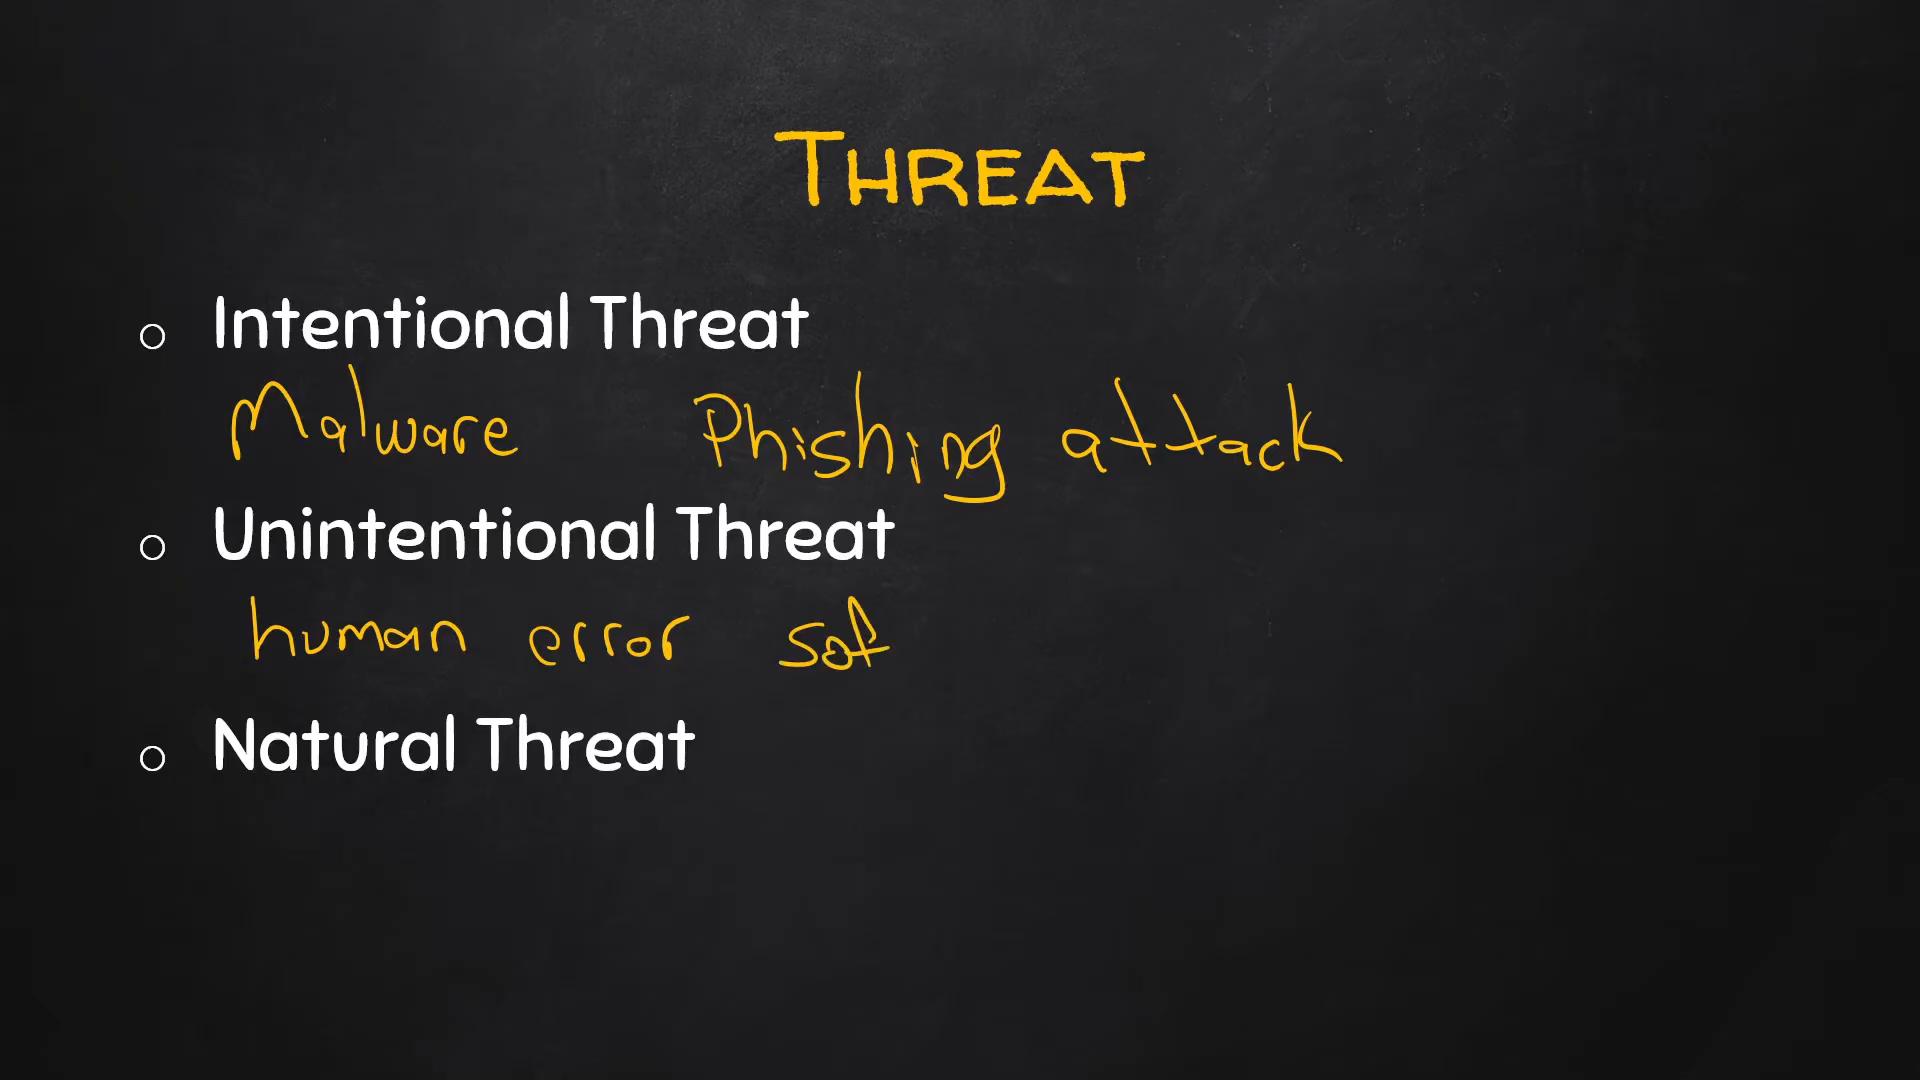 THREAT
Intentional Threat
Malware Phishing attack
Unintentional Threat
human error sof
Natural Threat